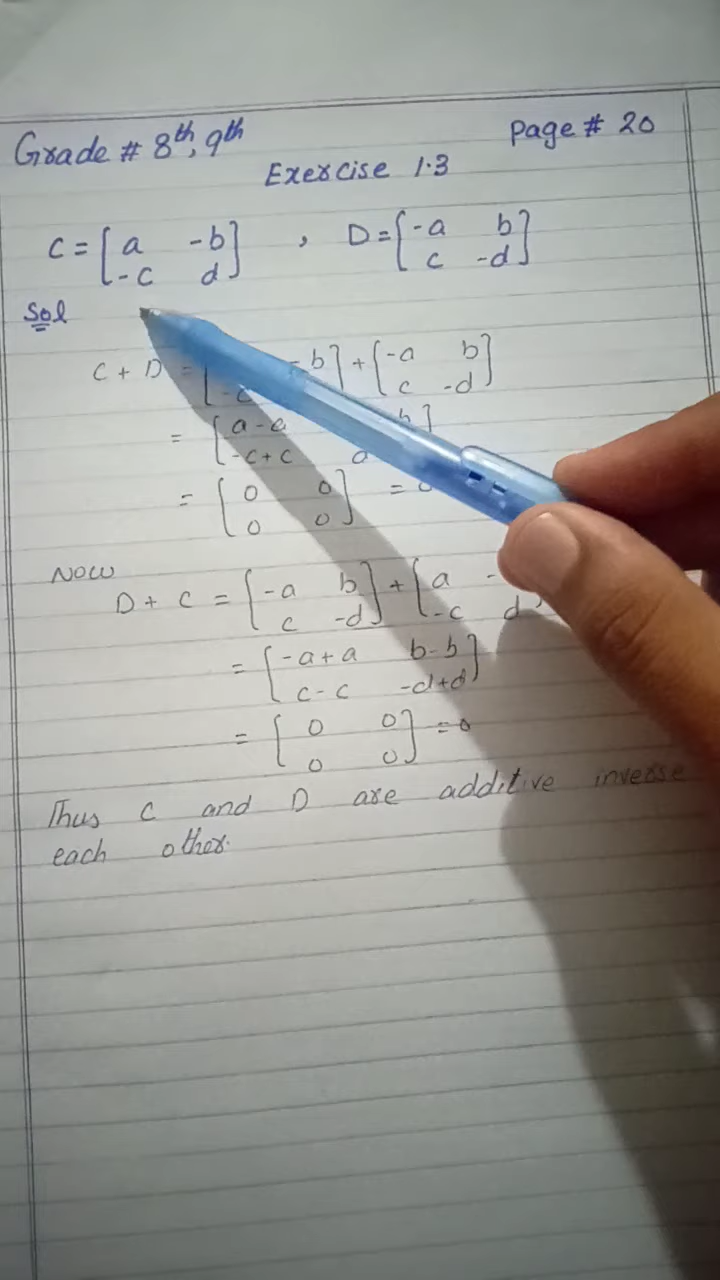 Grade # 8th, 9th Page # 20
Exercise 1.3
C = [ a -b ] , D = [ -a b ]
[ -c d ] [ c -d ]
Sol
C + D = [ -b ] + [ -a b ]
[ -c ] [ c -d ]
= [ a - a b ]
[ -c + c d ]
= [ 0 0 ] = 0
[ 0 0 ]
Now
D + C = [ -a b ] + [ a -
[ c -d ] [ -c d
= [ -a + a b - b ]
[ c - c -d + d ]
= [ 0 0 ] = 0
[ 0 0 ]
Thus C and D are additive inverse
each other.